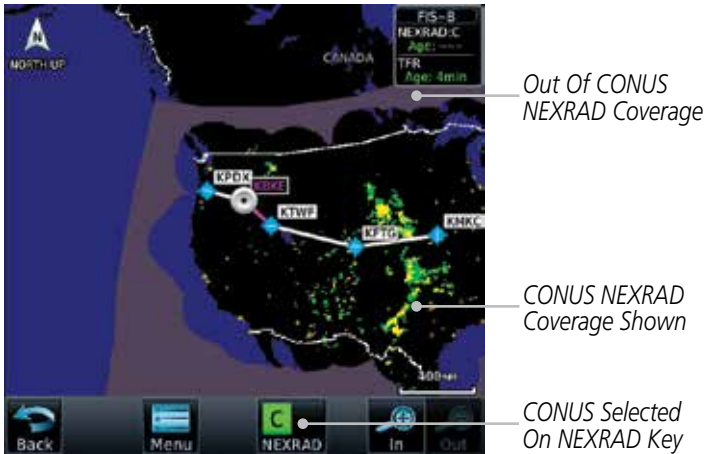 FIS-B
NEXRAD:C
Age: ----
TFR
Age: 4min
N
NORTH UP
CANADA
Out Of CONUS
NEXRAD Coverage
KPDX
KBKE
KTWF
KFTG
KMKC
CONUS NEXRAD
Coverage Shown
400NM
Back
Menu
C
NEXRAD
In
Out
CONUS Selected
On NEXRAD Key